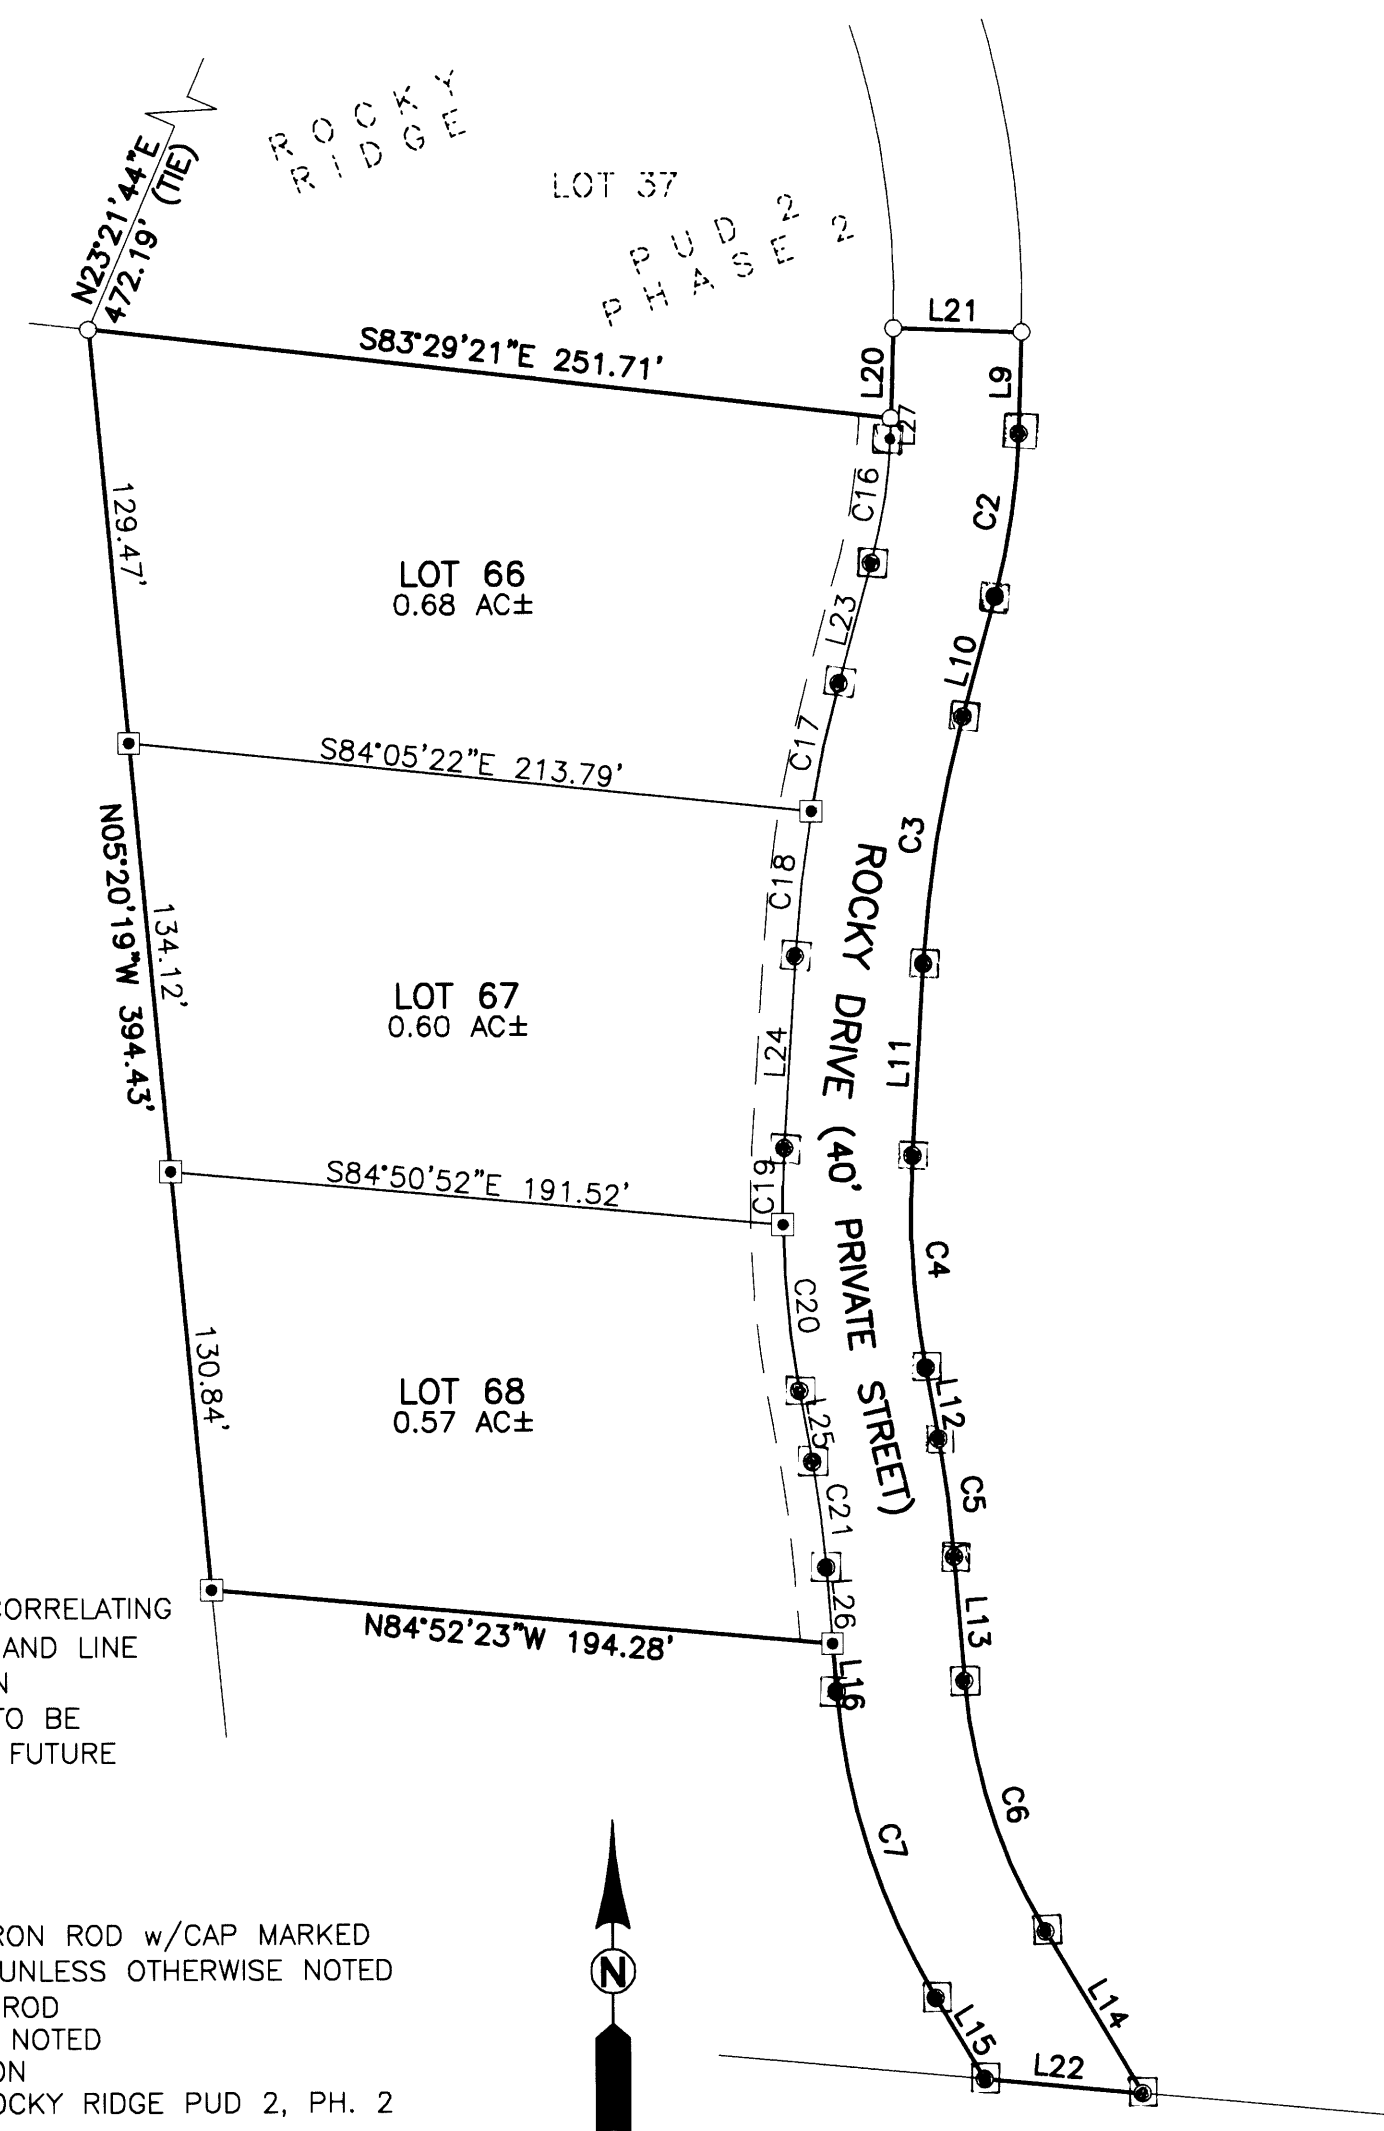 ROCKY
RIDGE
LOT 37
PUD 2
PHASE 2
N23°21'44"E
472.19' (TIE)
L21
S83°29'21"E 251.71'
L20
L9
L27
C16
C2
129.47'
LOT 66
0.68 AC±
L23
L10
C17
S84°05'22"E 213.79'
C3
C18
ROCKY DRIVE (40' PRIVATE STREET)
N05°20'19"W 394.43'
134.12'
LOT 67
0.60 AC±
L24
L11
C19
S84°50'52"E 191.52'
C4
C20
130.84'
LOT 68
0.57 AC±
L25
L12
C21
C5
L26
L13
N84°52'23"W 194.28'
L16
CORRELATING
AND LINE
N
TO BE
FUTURE
C6
C7
RON ROD w/CAP MARKED
UNLESS OTHERWISE NOTED
ROD
NOTED
ON
OCKY RIDGE PUD 2, PH. 2
N
L14
L15
L22